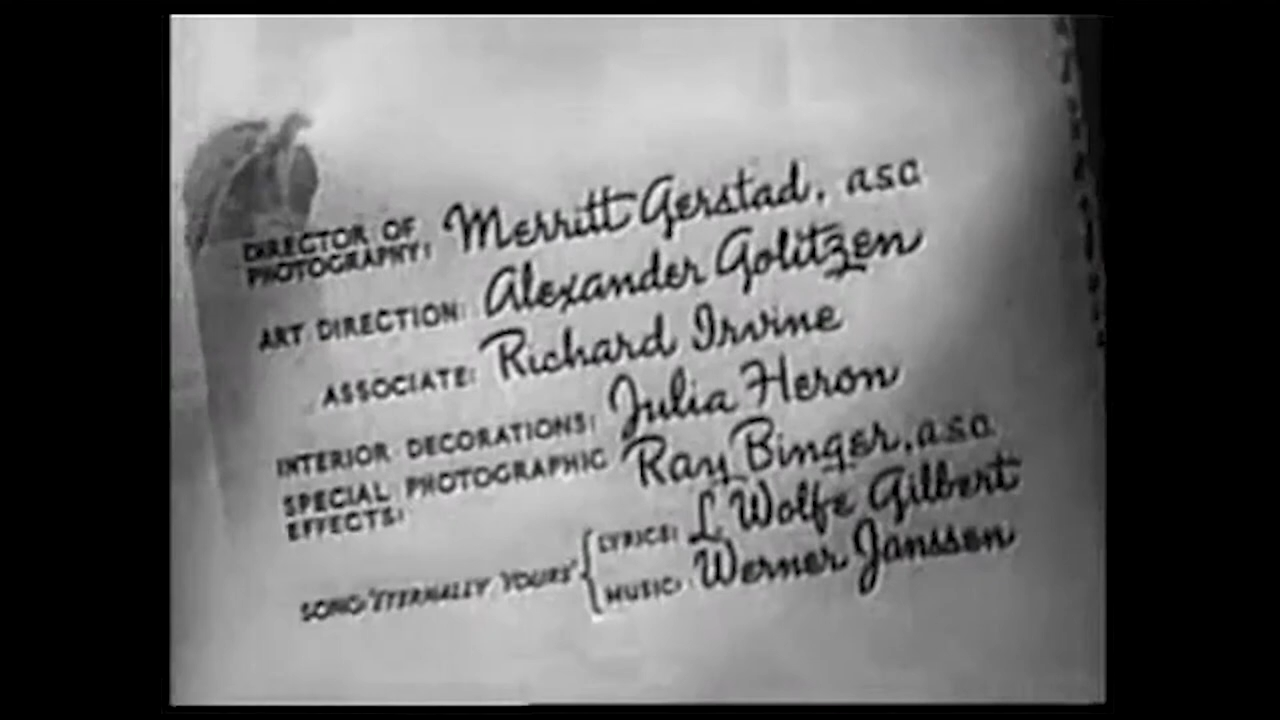 DIRECTOR OF PHOTOGRAPHY: Merritt Gerstad, asc
ART DIRECTION: Alexander Golitzen
ASSOCIATE: Richard Irvine
INTERIOR DECORATIONS: Julia Heron
SPECIAL PHOTOGRAPHIC EFFECTS: Ray Binger, a.s.c.
SONG "ETERNALLY YOURS" { LYRICS: L. Wolfe Gilbert
MUSIC: Werner Janssen